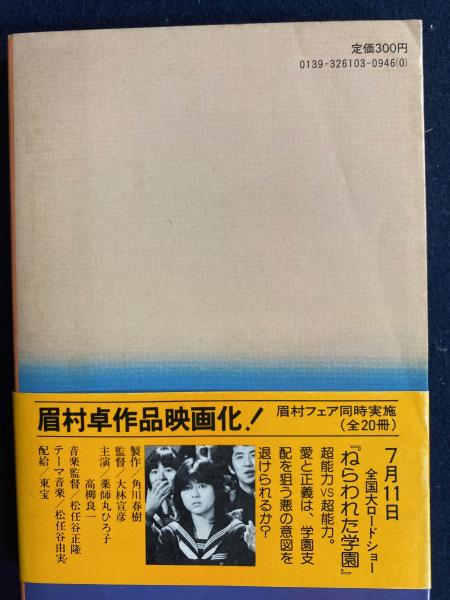 定価300円
0139-326103-0946(0)
眉村卓作品映画化!
眉村フェア同時実施
(全20冊)
7月11日
全国大ロードショー
『ねらわれた学園』
超能力VS超能力。
愛と正義は、学園支
配を狙う悪の意図を
退けられるか?
製作/角川春樹
監督/大林宣彦
主演/薬師丸ひろ子
高柳良一
音楽監督/松任谷正隆
テーマ音楽/松任谷由実
配給/東宝